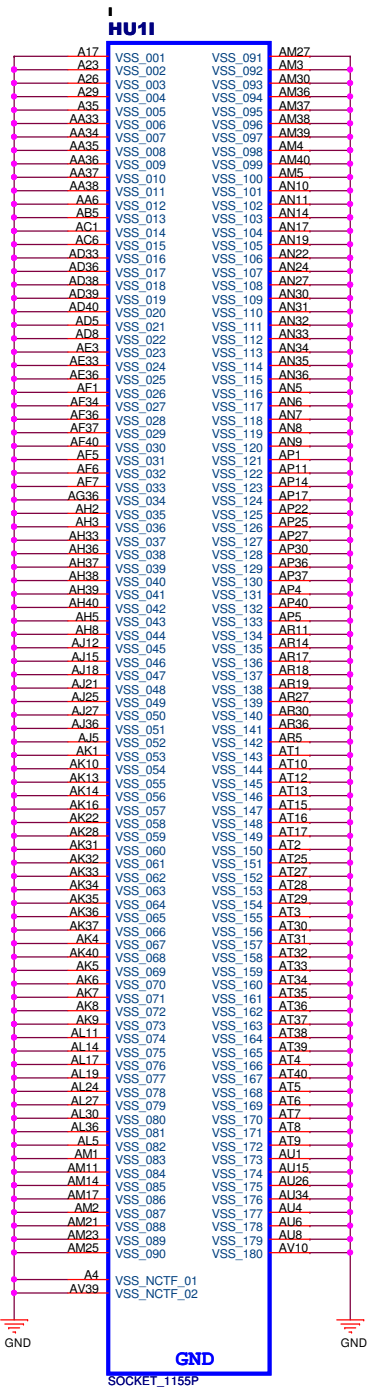 HU1I
A17 VSS_001 VSS_091 AM27
A23 VSS_002 VSS_092 AM3
A26 VSS_003 VSS_093 AM30
A29 VSS_004 VSS_094 AM36
A35 VSS_005 VSS_095 AM37
AA33 VSS_006 VSS_096 AM38
AA34 VSS_007 VSS_097 AM39
AA35 VSS_008 VSS_098 AM4
AA36 VSS_009 VSS_099 AM40
AA37 VSS_010 VSS_100 AM5
AA38 VSS_011 VSS_101 AN10
AA6 VSS_012 VSS_102 AN11
AB5 VSS_013 VSS_103 AN14
AC1 VSS_014 VSS_104 AN17
AC6 VSS_015 VSS_105 AN19
AD33 VSS_016 VSS_106 AN22
AD36 VSS_017 VSS_107 AN24
AD38 VSS_018 VSS_108 AN27
AD39 VSS_019 VSS_109 AN30
AD40 VSS_020 VSS_110 AN31
AD5 VSS_021 VSS_111 AN32
AD8 VSS_022 VSS_112 AN33
AE3 VSS_023 VSS_113 AN34
AE33 VSS_024 VSS_114 AN35
AE36 VSS_025 VSS_115 AN36
AF1 VSS_026 VSS_116 AN5
AF34 VSS_027 VSS_117 AN6
AF36 VSS_028 VSS_118 AN7
AF37 VSS_029 VSS_119 AN8
AF40 VSS_030 VSS_120 AN9
AF5 VSS_031 VSS_121 AP1
AF6 VSS_032 VSS_122 AP11
AF7 VSS_033 VSS_123 AP14
AG36 VSS_034 VSS_124 AP17
AH2 VSS_035 VSS_125 AP22
AH3 VSS_036 VSS_126 AP25
AH33 VSS_037 VSS_127 AP27
AH36 VSS_038 VSS_128 AP30
AH37 VSS_039 VSS_129 AP36
AH38 VSS_040 VSS_130 AP37
AH39 VSS_041 VSS_131 AP4
AH40 VSS_042 VSS_132 AP40
AH5 VSS_043 VSS_133 AP5
AH8 VSS_044 VSS_134 AR11
AJ12 VSS_045 VSS_135 AR14
AJ15 VSS_046 VSS_136 AR17
AJ18 VSS_047 VSS_137 AR18
AJ21 VSS_048 VSS_138 AR19
AJ25 VSS_049 VSS_139 AR27
AJ27 VSS_050 VSS_140 AR30
AJ36 VSS_051 VSS_141 AR36
AJ5 VSS_052 VSS_142 AR5
AK1 VSS_053 VSS_143 AT1
AK10 VSS_054 VSS_144 AT10
AK13 VSS_055 VSS_145 AT12
AK14 VSS_056 VSS_146 AT13
AK16 VSS_057 VSS_147 AT15
AK22 VSS_058 VSS_148 AT16
AK28 VSS_059 VSS_149 AT17
AK31 VSS_060 VSS_150 AT2
AK32 VSS_061 VSS_151 AT25
AK33 VSS_062 VSS_152 AT27
AK34 VSS_063 VSS_153 AT28
AK35 VSS_064 VSS_154 AT29
AK36 VSS_065 VSS_155 AT3
AK37 VSS_066 VSS_156 AT30
AK4 VSS_067 VSS_157 AT31
AK40 VSS_068 VSS_158 AT32
AK5 VSS_069 VSS_159 AT33
AK6 VSS_070 VSS_160 AT34
AK7 VSS_071 VSS_161 AT35
AK8 VSS_072 VSS_162 AT36
AK9 VSS_073 VSS_163 AT37
AL11 VSS_074 VSS_164 AT38
AL14 VSS_075 VSS_165 AT39
AL17 VSS_076 VSS_166 AT4
AL19 VSS_077 VSS_167 AT40
AL24 VSS_078 VSS_168 AT5
AL27 VSS_079 VSS_169 AT6
AL30 VSS_080 VSS_170 AT7
AL36 VSS_081 VSS_171 AT8
AL5 VSS_082 VSS_172 AT9
AM1 VSS_083 VSS_173 AU1
AM11 VSS_084 VSS_174 AU15
AM14 VSS_085 VSS_175 AU26
AM17 VSS_086 VSS_176 AU34
AM2 VSS_087 VSS_177 AU4
AM21 VSS_088 VSS_178 AU6
AM23 VSS_089 VSS_179 AU8
AM25 VSS_090 VSS_180 AV10
A4 VSS_NCTF_01
AV39 VSS_NCTF_02
GND GND
GND
SOCKET_1155P